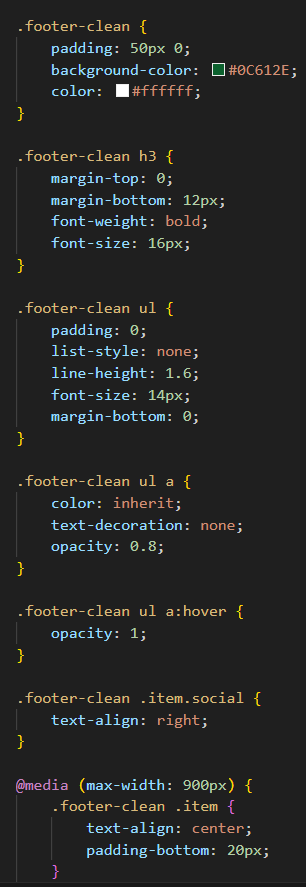 .footer-clean {
    padding: 50px 0;
    background-color: #0C612E;
    color: #ffffff;
}

.footer-clean h3 {
    margin-top: 0;
    margin-bottom: 12px;
    font-weight: bold;
    font-size: 16px;
}

.footer-clean ul {
    padding: 0;
    list-style: none;
    line-height: 1.6;
    font-size: 14px;
    margin-bottom: 0;
}

.footer-clean ul a {
    color: inherit;
    text-decoration: none;
    opacity: 0.8;
}

.footer-clean ul a:hover {
    opacity: 1;
}

.footer-clean .item.social {
    text-align: right;
}

@media (max-width: 900px) {
    .footer-clean .item {
        text-align: center;
        padding-bottom: 20px;
    }